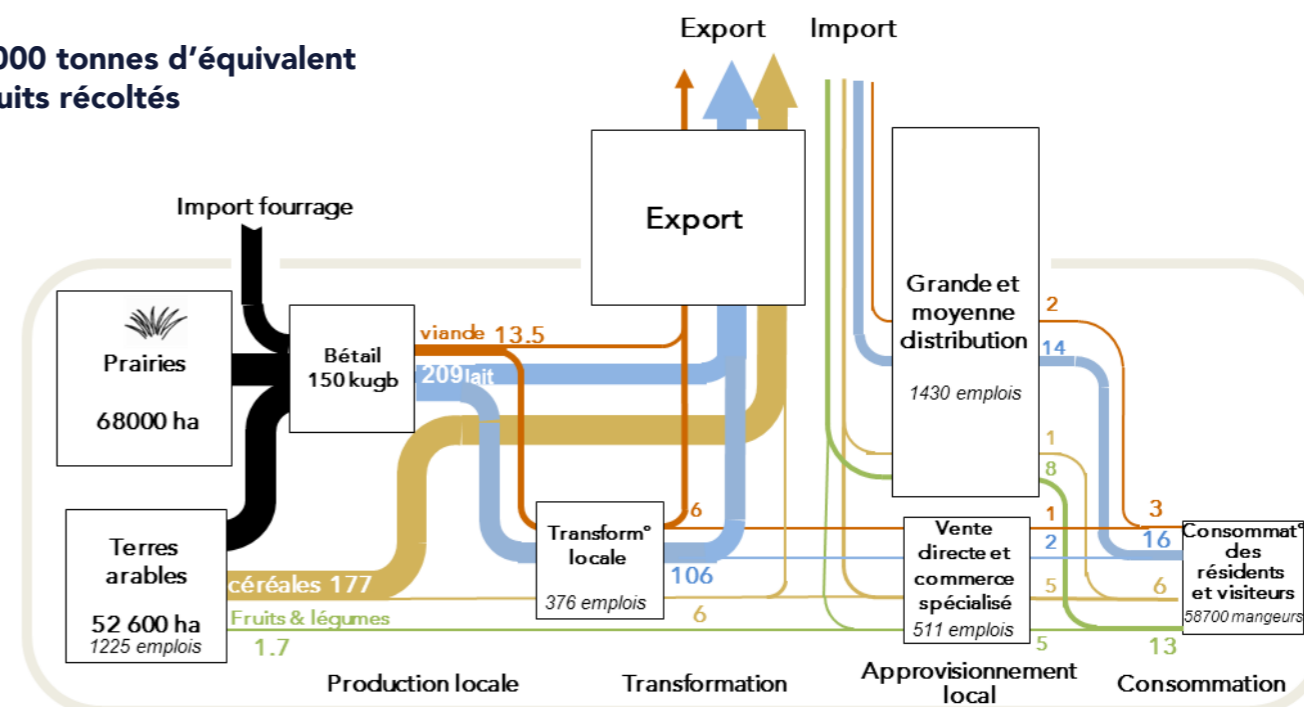 000 tonnes d’équivalent
uits récoltés
Export
Import
Import fourrage
Prairies
68000 ha
Bétail
150 kugb
viande 13.5
209 lait
Export
Grande et
moyenne
distribution
1430 emplois
2
14
1
8
Terres
arables
52 600 ha
1225 emplois
céréales 177
Fruits & légumes
1.7
Transform°
locale
376 emplois
6
106
6
Vente
directe et
commerce
spécialisé
511 emplois
1
2
5
5
3
16
6
13
Consommat°
des
résidents
et visiteurs
58700 mangeurs
Production locale
Transformation
Approvisionnement
local
Consommation